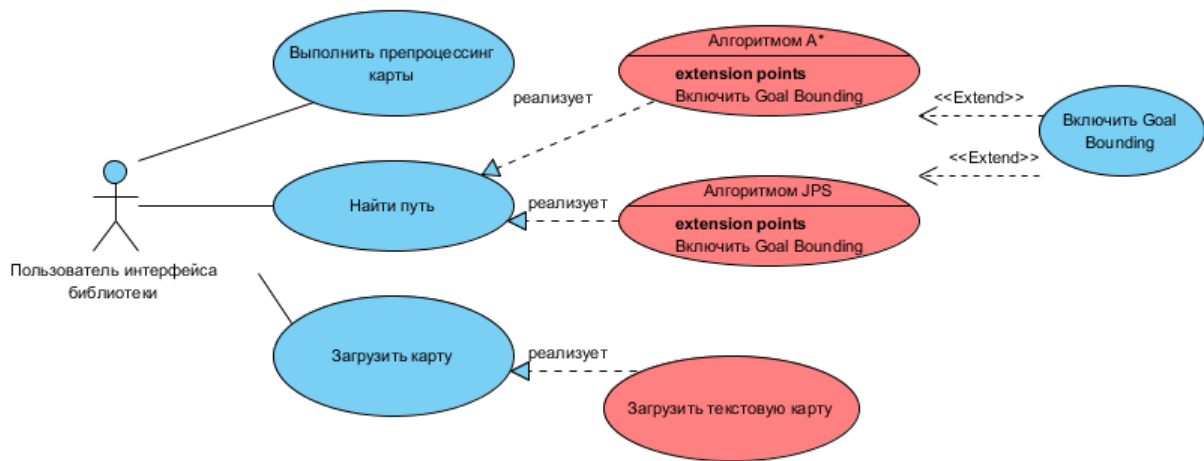 Выполнить препроцессинг
карты
реализует
Алгоритмом А*
extension points
Включить Goal Bounding
<<Extend>>
Включить Goal
Bounding
<<Extend>>
Найти путь
реализует
Алгоритмом JPS
extension points
Включить Goal Bounding
Пользователь интерфейса
библиотеки
Загрузить карту
реализует
Загрузить текстовую карту